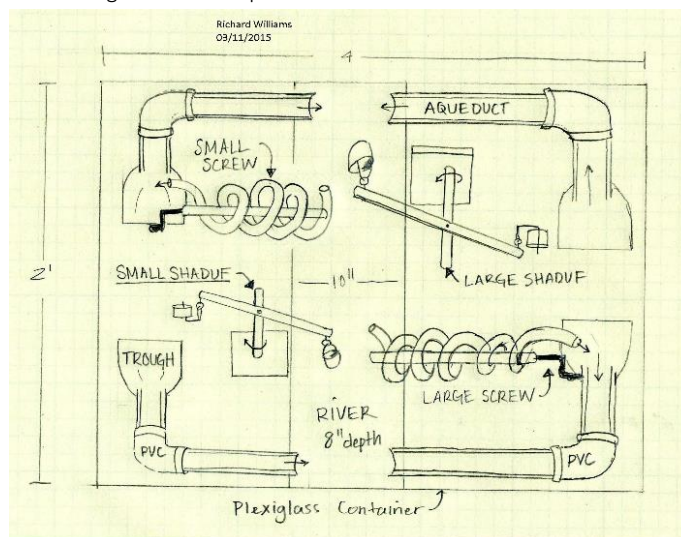 Richard Williams
03/11/2015
4
AQUEDUCT
SMALL
SCREW
2'
SMALL SHADUF
10"
LARGE SHADUF
TROUGH
LARGE SCREW
RIVER
8" depth
PVC
PVC
Plexiglass Container